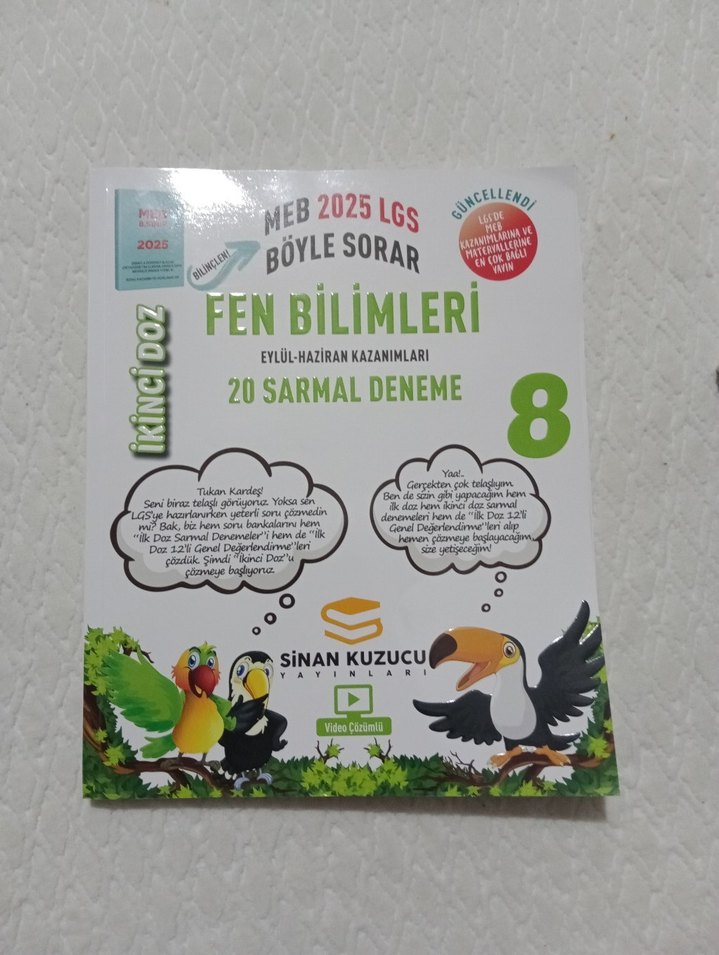 MEB
8.SINIF
2025
BİLİNÇLEN!
MEB 2025 LGS
BÖYLE SORAR
GÜNCELLENDİ
LGS'DE
MEB
KAZANIMLARINA VE
MATERYALLERİNE
EN ÇOK BAĞLI
YAYIN
İKİNCİ DOZ
FEN BİLİMLERİ
EYLÜL-HAZİRAN KAZANIMLARI
20 SARMAL DENEME
8
Tukan Kardeş!
Seni biraz telaşlı görüyoruz. Yoksa sen
LGS'ye hazırlanırken yeterli soru çözmedin
mi? Bak, biz hem soru bankalarını hem
"İlk Doz Sarmal Denemeler"i hem de "İlk
Doz 12'li Genel Değerlendirme"leri
çözdük. Şimdi "İkinci Doz"u
çözmeye başlıyoruz.
Yaa!..
Gerçekten çok telaşlıyım.
Ben de sizin gibi yapacağım hem
ilk doz hem ikinci doz sarmal
denemeleri hem de "İlk Doz 12'li
Genel Değerlendirme"leri alıp
hemen çözmeye başlayacağım,
size yetişeceğim!
SİNAN KUZUCU
YAYINLARI
Video Çözümlü